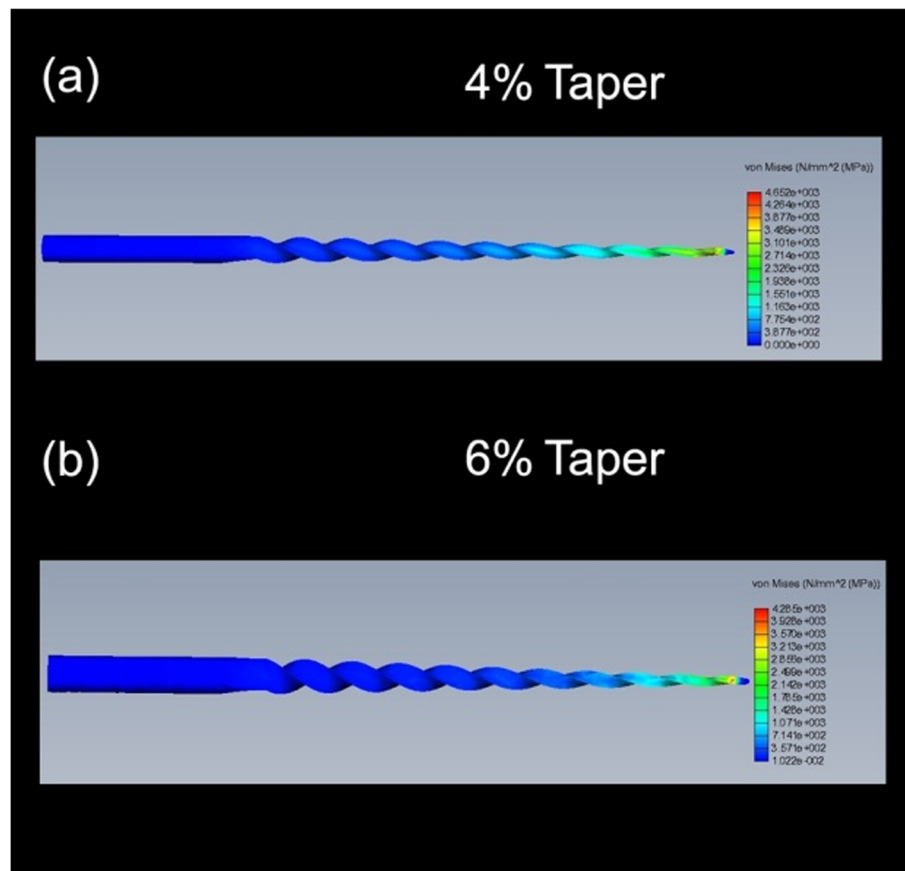 (a)
4% Taper
von Mises (N/mm^2 (MPa))
4.652e+003
4.264e+003
3.877e+003
3.489e+003
3.101e+003
2.714e+003
2.326e+003
1.938e+003
1.551e+003
1.163e+003
7.754e+002
3.877e+002
0.000e+000
(b)
6% Taper
von Mises (N/mm^2 (MPa))
4.285e+003
3.928e+003
3.570e+003
3.213e+003
2.856e+003
2.499e+003
2.142e+003
1.785e+003
1.428e+003
1.071e+003
7.141e+002
3.571e+002
1.022e-002